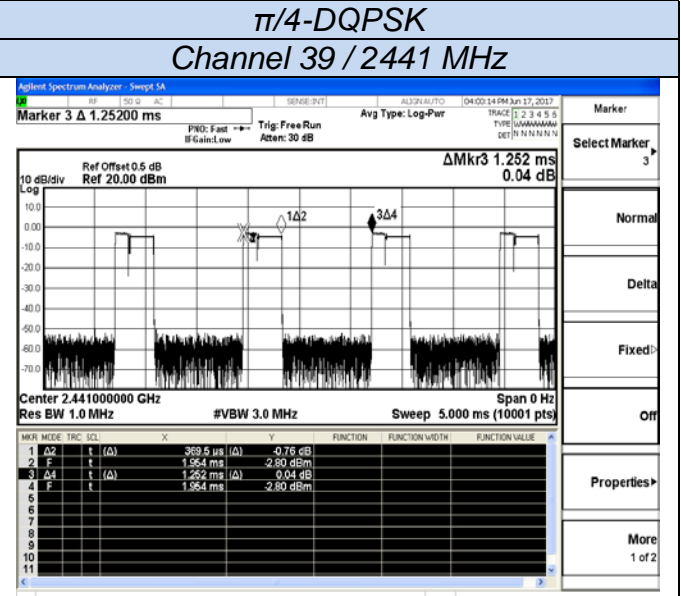 π/4-DQPSK
Channel 39 / 2441 MHz
Agilent Spectrum Analyzer - Swept SA
RF 50 Ω AC SENSE:INT ALIGNAUTO 04:00:14 PM Jun 17, 2017
Marker 3 Δ 1.25200 ms
PNO: Fast
IFGain:Low
Trig: Free Run
Atten: 30 dB
Avg Type: Log-Pwr
TRACE 1 2 3 4 5 6
TYPE
DET N N N N N
Marker
Select Marker
3
Normal
Delta
Fixed
Off
Properties
More
1 of 2
ΔMkr3 1.252 ms
0.04 dB
Ref Offset 0.5 dB
10 dB/div Ref 20.00 dBm
Log
10.0
0.00
-10.0
-20.0
-30.0
-40.0
-50.0
-60.0
-70.0
1Δ2
3Δ4
Center 2.441000000 GHz Span 0 Hz
Res BW 1.0 MHz #VBW 3.0 MHz Sweep 5.000 ms (10001 pts)
MKR MODE TRC SCL X Y FUNCTION FUNCTION WIDTH FUNCTION VALUE
1 Δ2 t (Δ) 369.5 µs (Δ) -0.76 dB
2 F t 1.954 ms -2.80 dBm
3 Δ4 t (Δ) 1.252 ms (Δ) 0.04 dB
4 F t 1.954 ms -2.80 dBm
5
6
7
8
9
10
11